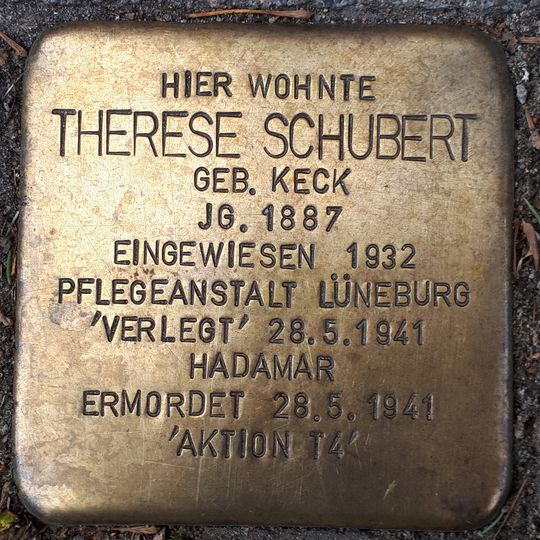 HIER WOHNTE
THERESE SCHUBERT
GEB. KECK
JG. 1887
EINGEWIESEN 1932
PFLEGEANSTALT LÜNEBURG
'VERLEGT' 28.5.1941
HADAMAR
ERMORDET 28.5.1941
'AKTION T4'